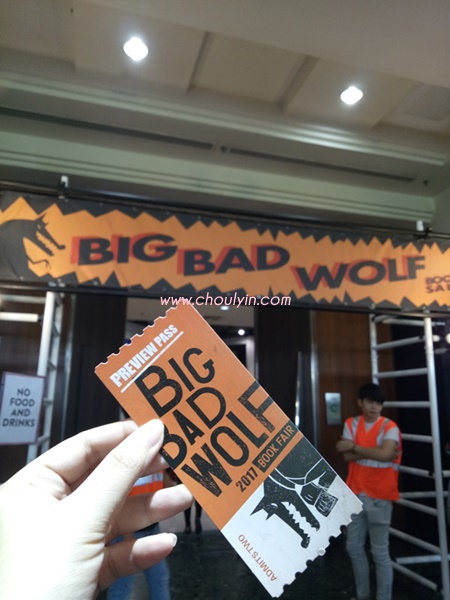 BIG BAD WOLF
www.choulyin.com
NO
FOOD
AND
DRINKS
PREVIEW PASS
BIG
BAD
WOLF
2017 BOOK FAIR
ADMITS TWO